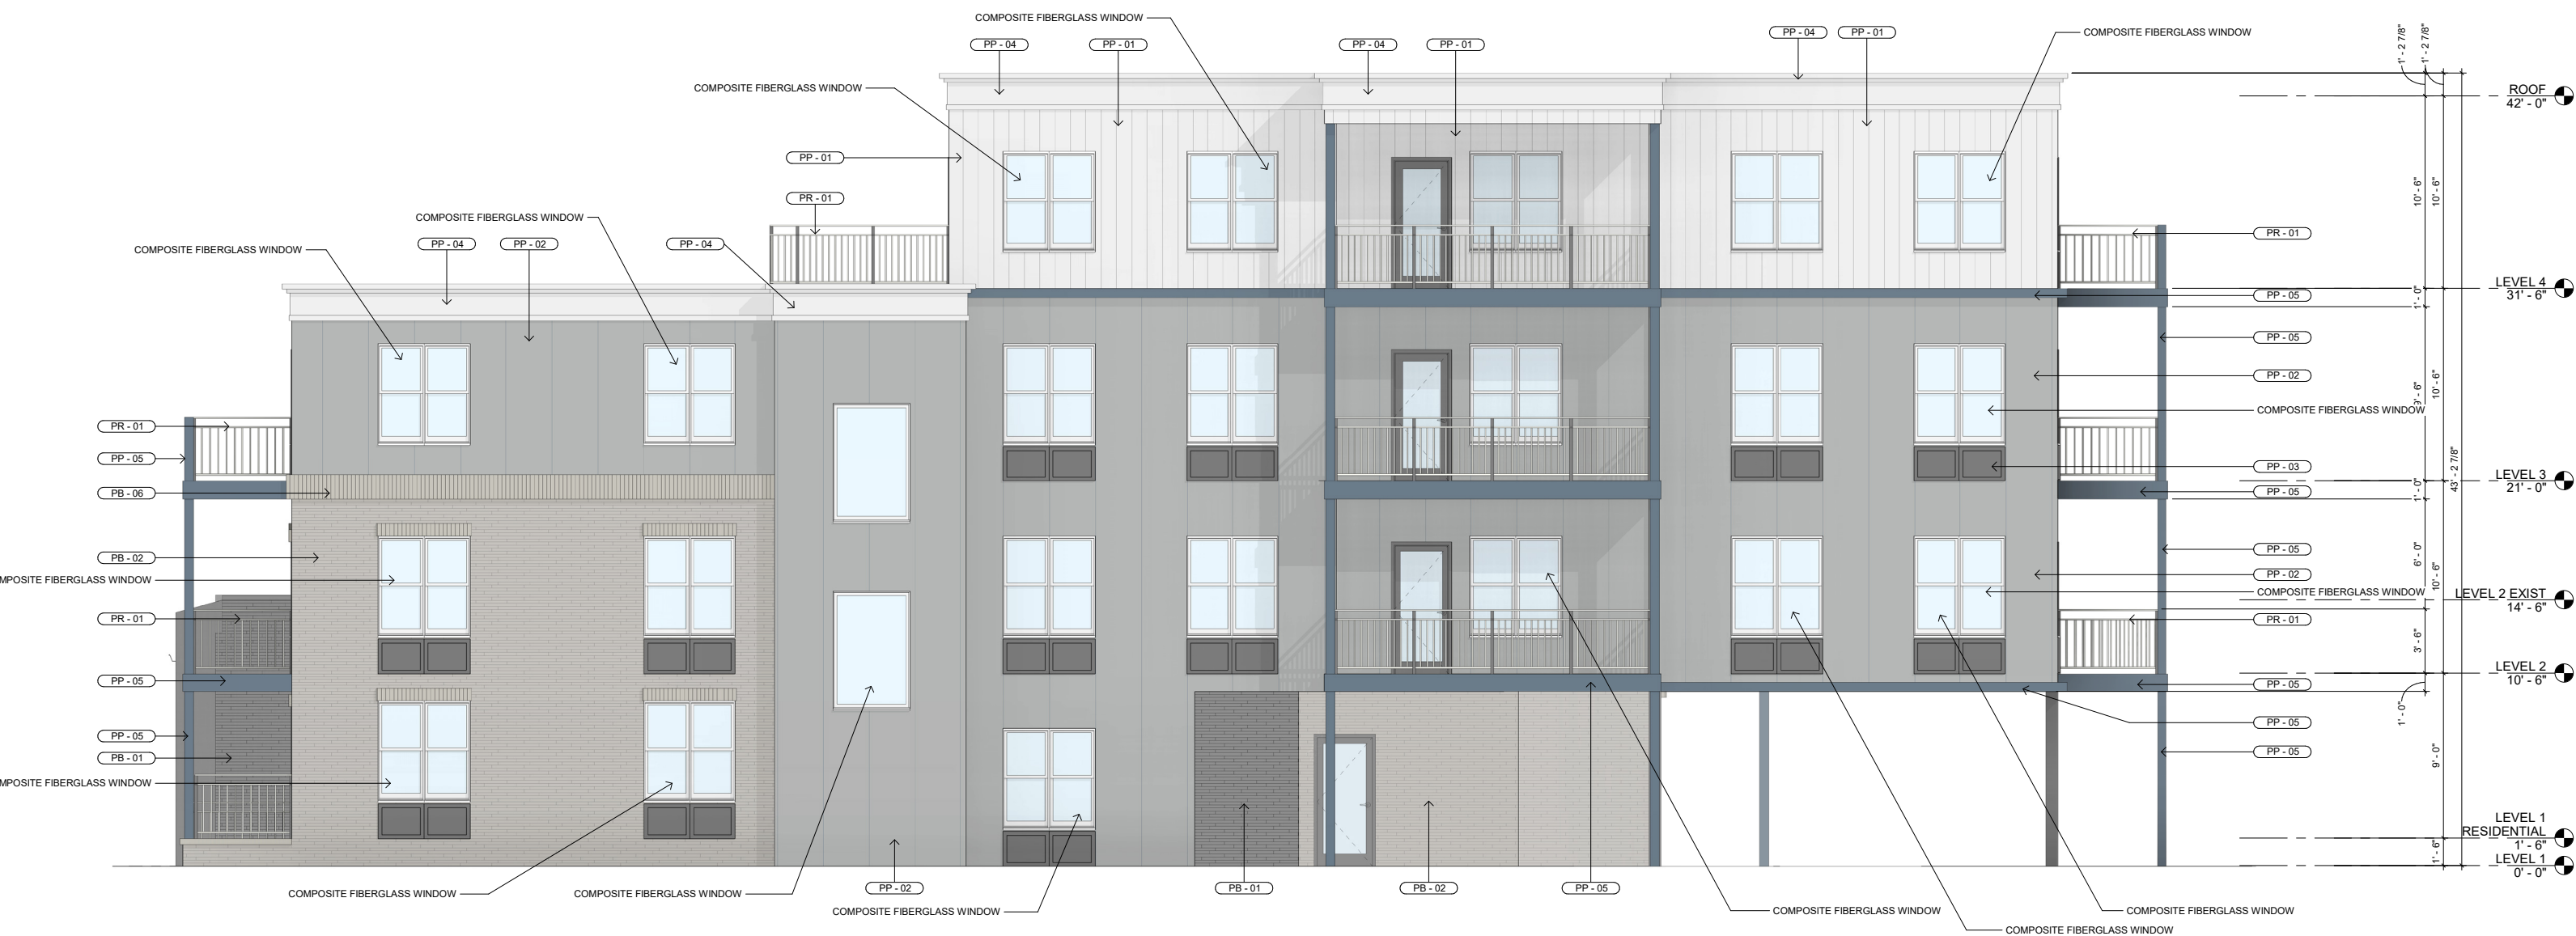 COMPOSITE FIBERGLASS WINDOW
COMPOSITE FIBERGLASS WINDOW
PP - 04
PP - 01
PP - 04
PP - 01
PP - 04
PP - 01
1' - 2 7/8"
1' - 2 7/8"
COMPOSITE FIBERGLASS WINDOW
ROOF
42' - 0"
PP - 01
PR - 01
10' - 6"
10' - 6"
COMPOSITE FIBERGLASS WINDOW
COMPOSITE FIBERGLASS WINDOW
PP - 04
PP - 02
PP - 04
PR - 01
LEVEL 4
31' - 6"
PP - 05
1' - 0"
PP - 05
PP - 02
9' - 6"
10' - 6"
COMPOSITE FIBERGLASS WINDOW
PR - 01
PP - 05
PP - 03
43' - 2 7/8"
LEVEL 3
21' - 0"
PB - 06
PP - 05
1' - 0"
PB - 02
PP - 05
6' - 0"
10' - 6"
OMPOSITE FIBERGLASS WINDOW
PP - 02
COMPOSITE FIBERGLASS WINDOW
LEVEL 2 EXIST
14' - 6"
PR - 01
PR - 01
3' - 6"
LEVEL 2
10' - 6"
PP - 05
PP - 05
1' - 0"
PP - 05
PP - 05
PP - 05
9' - 0"
PB - 01
OMPOSITE FIBERGLASS WINDOW
LEVEL 1
RESIDENTIAL
1' - 6"
1' - 6"
LEVEL 1
0' - 0"
PP - 02
PB - 01
PB - 02
PP - 05
COMPOSITE FIBERGLASS WINDOW
COMPOSITE FIBERGLASS WINDOW
COMPOSITE FIBERGLASS WINDOW
COMPOSITE FIBERGLASS WINDOW
COMPOSITE FIBERGLASS WINDOW
COMPOSITE FIBERGLASS WINDOW